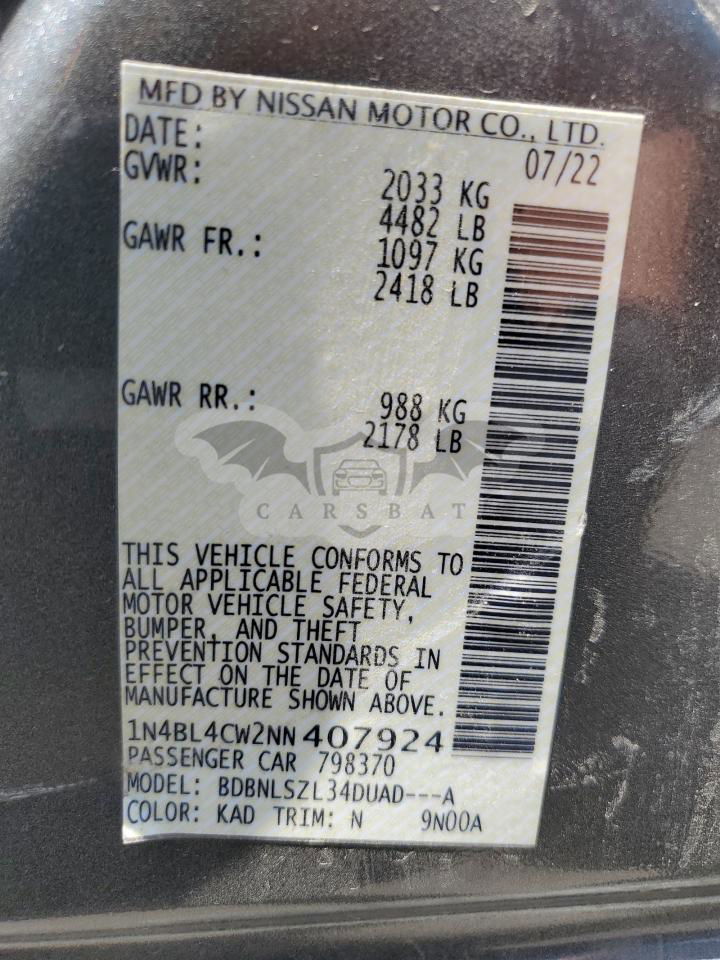 MFD BY NISSAN MOTOR CO., LTD.
DATE: 07/22
GVWR: 2033 KG
4482 LB
GAWR FR.: 1097 KG
2418 LB
GAWR RR.: 988 KG
2178 LB
CARSBAT
THIS VEHICLE CONFORMS TO
ALL APPLICABLE FEDERAL
MOTOR VEHICLE SAFETY,
BUMPER, AND THEFT
PREVENTION STANDARDS IN
EFFECT ON THE DATE OF
MANUFACTURE SHOWN ABOVE.
1N4BL4CW2NN407924
PASSENGER CAR 798370
MODEL: BDBNLSZL34DUAD---A
COLOR: KAD TRIM: N 9N00A